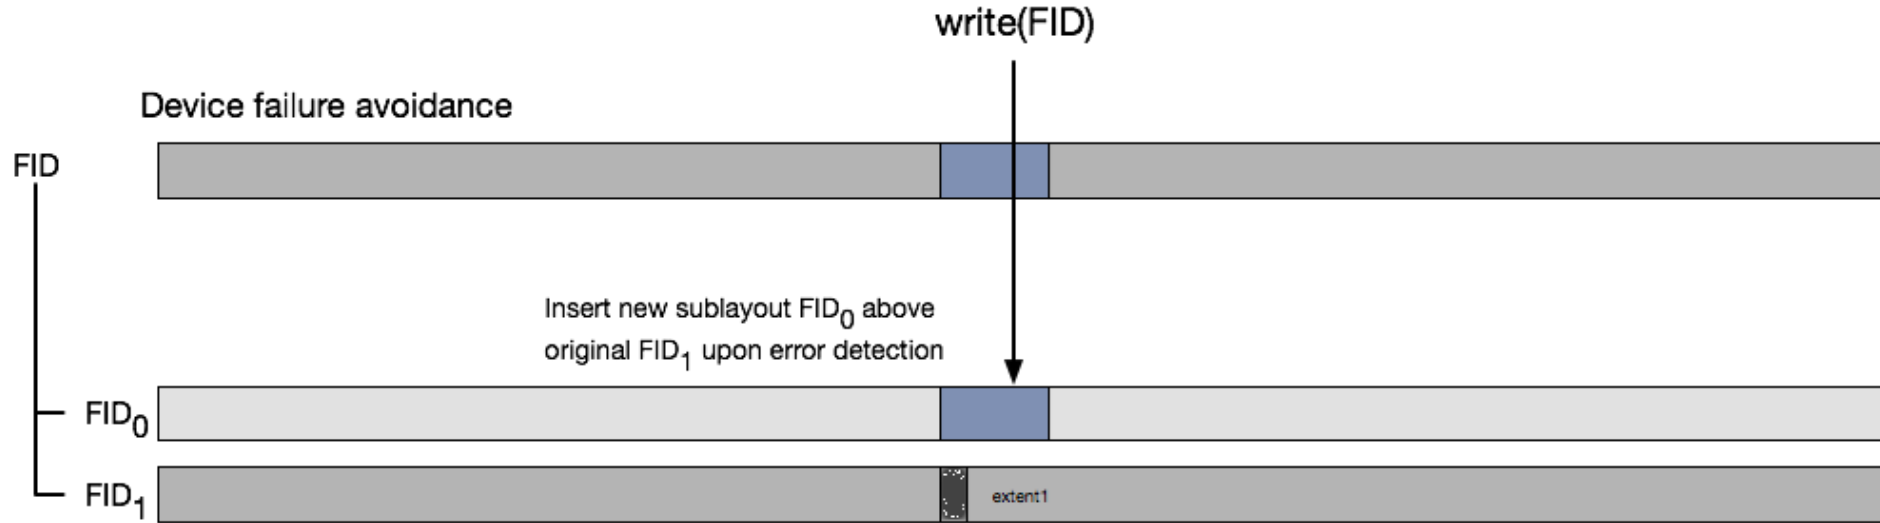 write(FID)
Device failure avoidance
FID
Insert new sublayout FID0 above
original FID1 upon error detection
FID0
FID1
extent1